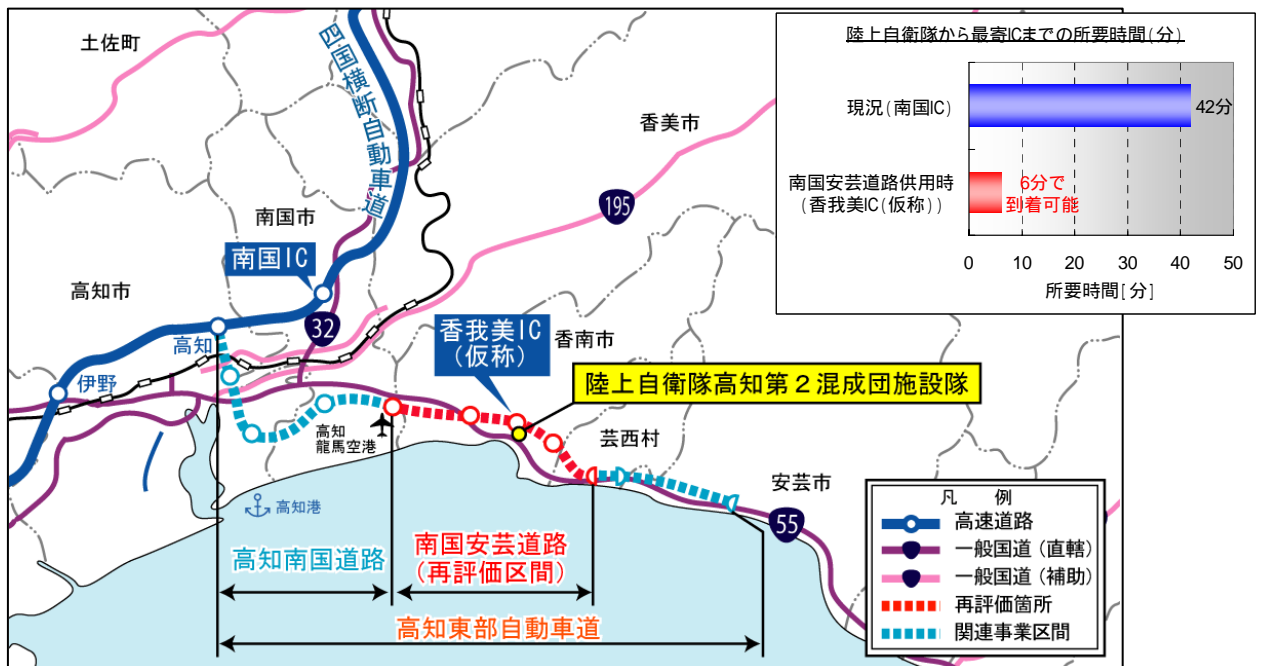 土佐町
四国横断自動車道
香美市
195
南国市
南国IC
高知市
32
高知
伊野
香我美IC
(仮称)
香南市
陸上自衛隊高知第2混成団施設隊
高知
龍馬空港
芸西村
安芸市
55
高知港
高知南国道路
南国安芸道路
(再評価区間)
高知東部自動車道
陸上自衛隊から最寄ICまでの所要時間(分)
現況(南国IC)
42分
南国安芸道路供用時
(香我美IC(仮称))
6分で
到着可能
0 10 20 30 40 50
所要時間[分]
凡 例
高速道路
一般国道(直轄)
一般国道(補助)
再評価箇所
関連事業区間